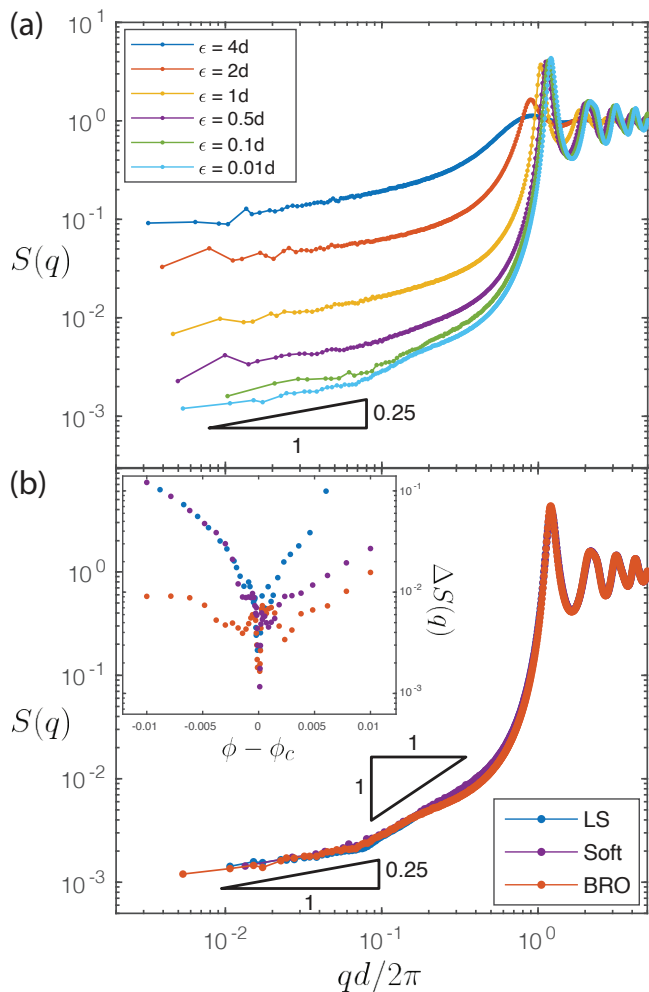 (a)
10^1
10^0
10^-1
10^-2
10^-3
S(q)
ϵ = 4d
ϵ = 2d
ϵ = 1d
ϵ = 0.5d
ϵ = 0.1d
ϵ = 0.01d
0.25
1
(b)
10^0
10^-1
10^-2
10^-3
S(q)
10^-1
10^-2
10^-3
ΔS(q)
-0.01 -0.005 0 0.005 0.01
ϕ − ϕ_c
1
1
0.25
1
LS
Soft
BRO
10^-2 10^-1 10^0
qd/2π